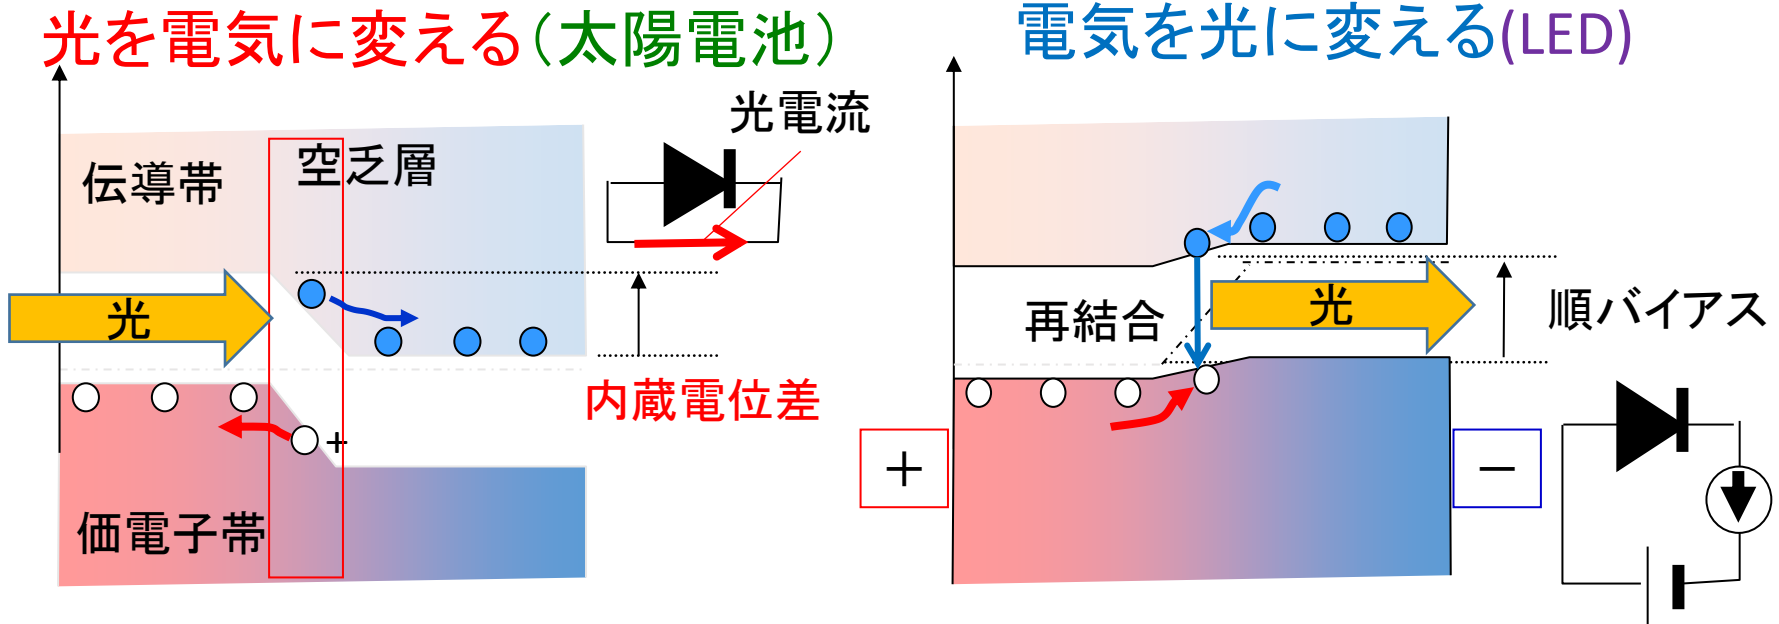 光を電気に変える(太陽電池)
電気を光に変える(LED)
光電流
伝導帯
空乏層
光
内蔵電位差
+
価電子帯
再結合
光
順バイアス
+
−